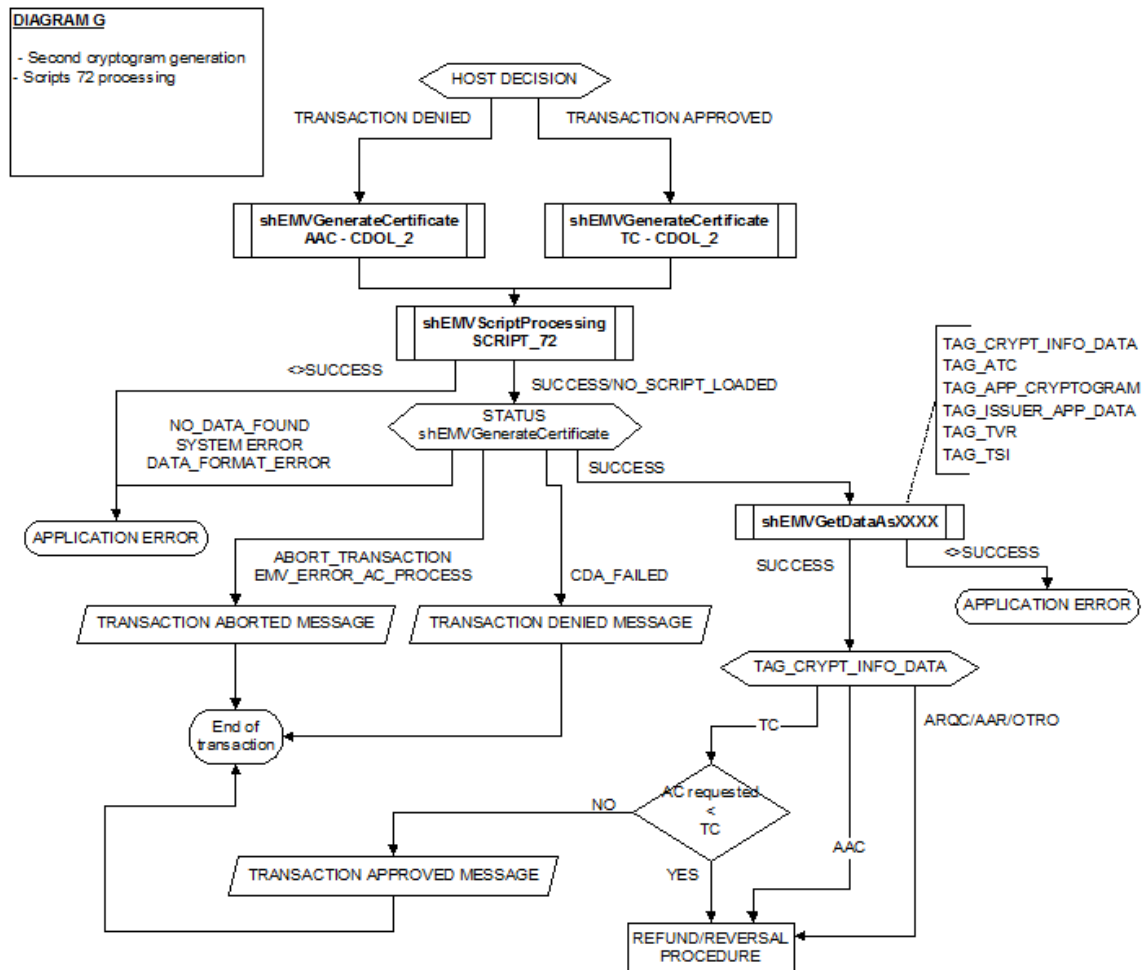 DIAGRAM G
- Second cryptogram generation
- Scripts 72 processing
HOST DECISION
TRANSACTION DENIED
TRANSACTION APPROVED
shEMVGenerateCertificate
AAC - CDOL_2
shEMVGenerateCertificate
TC - CDOL_2
shEMVScriptProcessing
SCRIPT_72
<>SUCCESS
SUCCESS/NO_SCRIPT_LOADED
TAG_CRYPT_INFO_DATA
TAG_ATC
TAG_APP_CRYPTOGRAM
TAG_ISSUER_APP_DATA
TAG_TVR
TAG_TSI
STATUS
shEMVGenerateCertificate
NO_DATA_FOUND
SYSTEM ERROR
DATA_FORMAT_ERROR
SUCCESS
APPLICATION ERROR
shEMVGetDataAsXXXX
ABORT_TRANSACTION
EMV_ERROR_AC_PROCESS
CDA_FAILED
SUCCESS
<>SUCCESS
APPLICATION ERROR
TRANSACTION ABORTED MESSAGE
TRANSACTION DENIED MESSAGE
TAG_CRYPT_INFO_DATA
End of
transaction
TC
ARQC/AAR/OTRO
AC requested
<
TC
NO
YES
AAC
TRANSACTION APPROVED MESSAGE
REFUND/REVERSAL
PROCEDURE